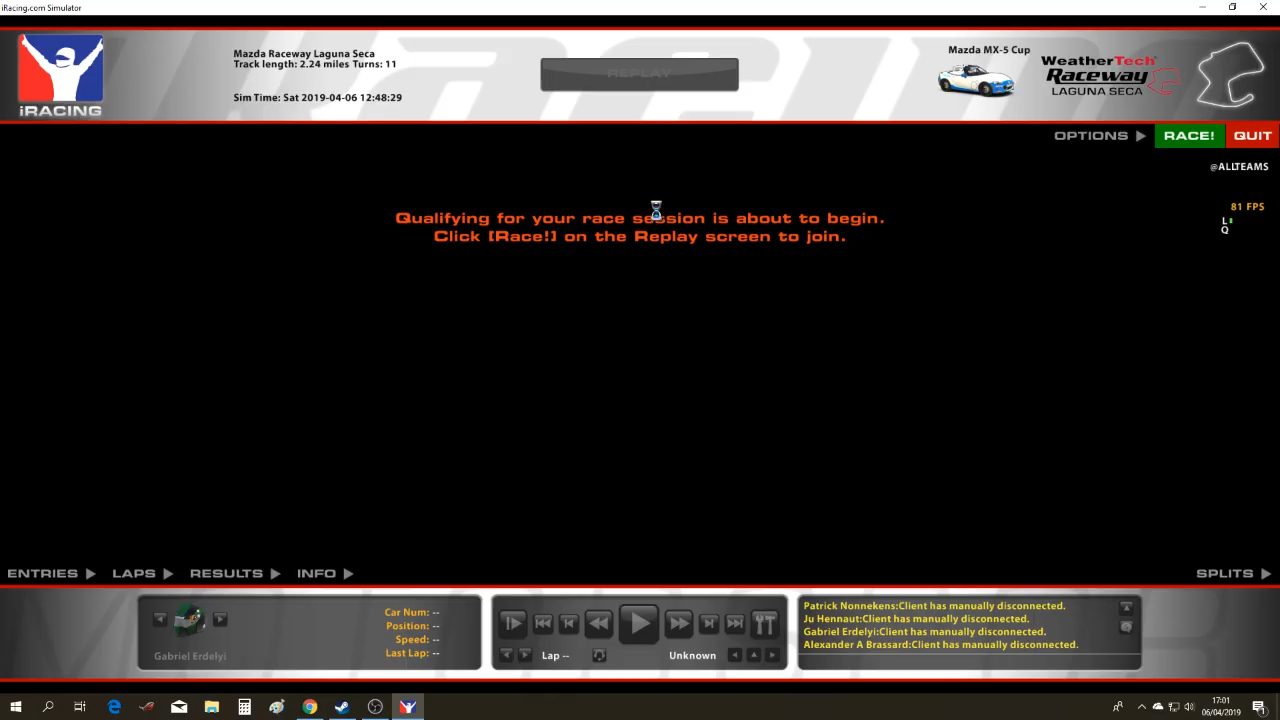 iRacing.com Simulator
iRACING
Mazda Raceway Laguna Seca
Track length: 2.24 miles Turns: 11
Sim Time: Sat 2019-04-06 12:48:29
REPLAY
Mazda MX-5 Cup
WeatherTech
Raceway
LAGUNA SECA
OPTIONS
RACE!
QUIT
@ALLTEAMS
81 FPS
L
Q
Qualifying for your race session is about to begin.
Click [Race!] on the Replay screen to join.
ENTRIES
LAPS
RESULTS
INFO
SPLITS
Gabriel Erdelyi
Car Num: --
Position: --
Speed: --
Last Lap: --
Lap --
Unknown
Patrick Nonnekens:Client has manually disconnected.
Ju Hennaut:Client has manually disconnected.
Gabriel Erdelyi:Client has manually disconnected.
Alexander A Brassard:Client has manually disconnected.
17:01
06/04/2019
1